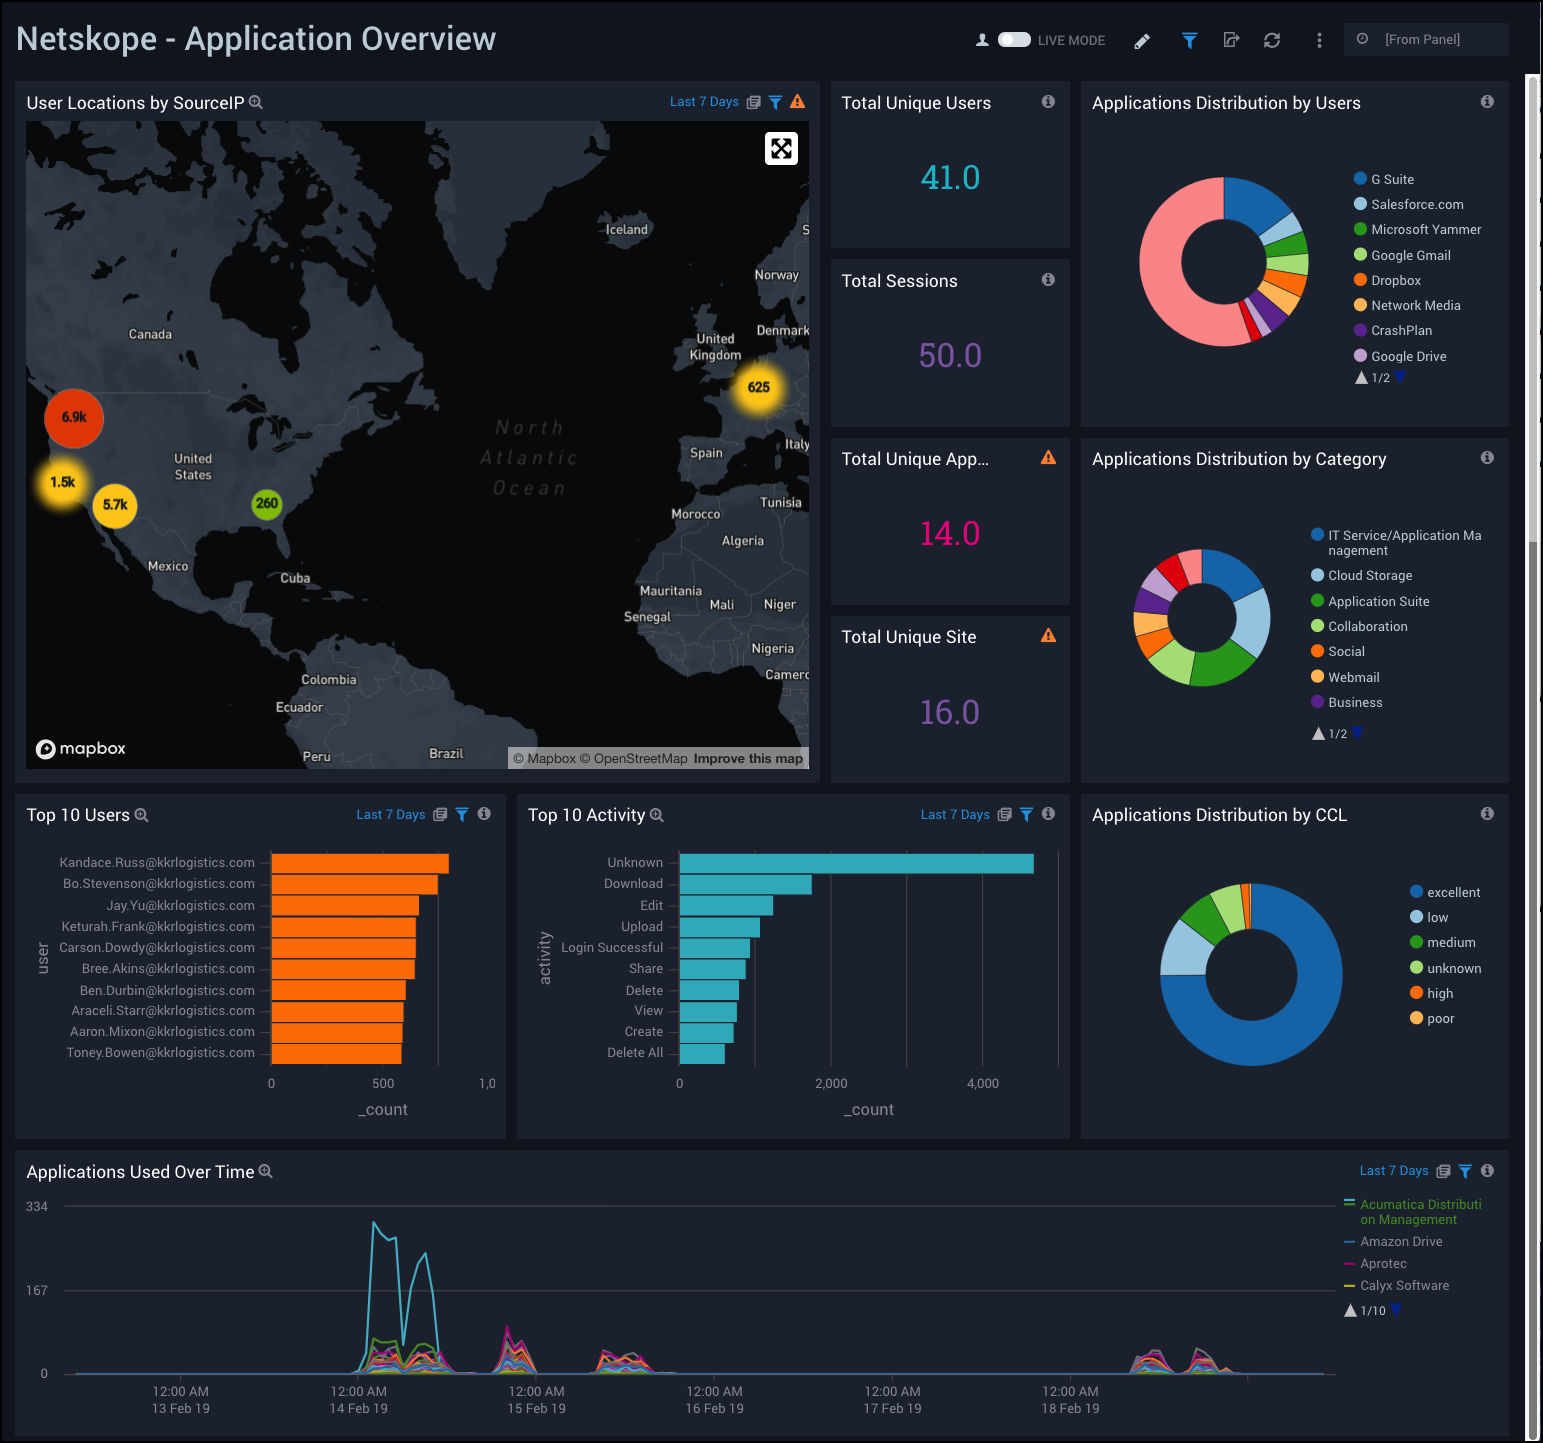 Netskope - Application Overview
LIVE MODE
[From Panel]
User Locations by SourceIP
Last 7 Days
Iceland
Norway
Canada
United
Kingdom
Denmark
6.9k
625
North
Atlantic
Ocean
United
States
Spain
Italy
1.5k
5.7k
260
Tunisia
Morocco
Algeria
Mexico
Cuba
Mauritania
Mali
Niger
Senegal
Nigeria
Colombia
Camerc
Ecuador
Peru
Brazil
mapbox
© Mapbox © OpenStreetMap Improve this map
Total Unique Users
41.0
Total Sessions
50.0
Total Unique App...
14.0
Total Unique Site
16.0
Applications Distribution by Users
G Suite
Salesforce.com
Microsoft Yammer
Google Gmail
Dropbox
Network Media
CrashPlan
Google Drive
1/2
Applications Distribution by Category
IT Service/Application Ma
nagement
Cloud Storage
Application Suite
Collaboration
Social
Webmail
Business
1/2
Top 10 Users
Last 7 Days
user
Kandace.Russ@kkrlogistics.com
Bo.Stevenson@kkrlogistics.com
Jay.Yu@kkrlogistics.com
Keturah.Frank@kkrlogistics.com
Carson.Dowdy@kkrlogistics.com
Bree.Akins@kkrlogistics.com
Ben.Durbin@kkrlogistics.com
Araceli.Starr@kkrlogistics.com
Aaron.Mixon@kkrlogistics.com
Toney.Bowen@kkrlogistics.com
0 500 1,0
_count
Top 10 Activity
Last 7 Days
activity
Unknown
Download
Edit
Upload
Login Successful
Share
Delete
View
Create
Delete All
0 2,000 4,000
_count
Applications Distribution by CCL
excellent
low
medium
unknown
high
poor
Applications Used Over Time
Last 7 Days
334
167
0
12:00 AM 12:00 AM 12:00 AM 12:00 AM 12:00 AM 12:00 AM
13 Feb 19 14 Feb 19 15 Feb 19 16 Feb 19 17 Feb 19 18 Feb 19
Acumatica Distributi
on Management
Amazon Drive
Aprotec
Calyx Software
1/10